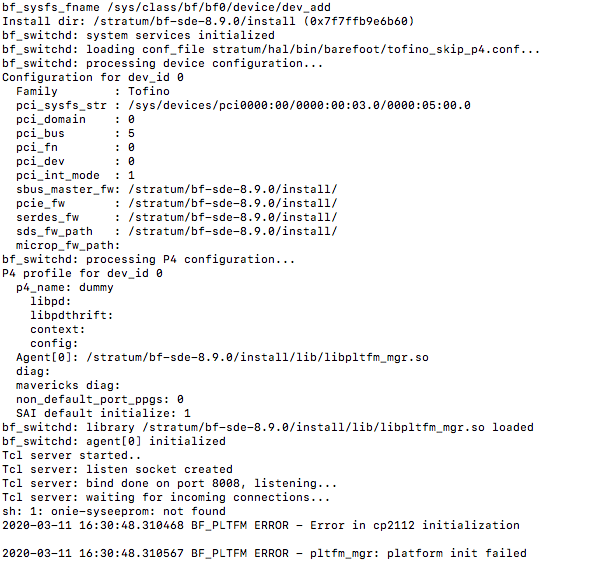 bf_sysfs_fname /sys/class/bf/bf0/device/dev_add
Install dir: /stratum/bf-sde-8.9.0/install (0x7f7ffb9e6b60)
bf_switchd: system services initialized
bf_switchd: loading conf_file stratum/hal/bin/barefoot/tofino_skip_p4.conf...
bf_switchd: processing device configuration...
Configuration for dev_id 0
  Family        : Tofino
  pci_sysfs_str : /sys/devices/pci0000:00/0000:00:03.0/0000:05:00.0
  pci_domain    : 0
  pci_bus       : 5
  pci_fn        : 0
  pci_dev       : 0
  pci_int_mode  : 1
  sbus_master_fw: /stratum/bf-sde-8.9.0/install/
  pcie_fw       : /stratum/bf-sde-8.9.0/install/
  serdes_fw     : /stratum/bf-sde-8.9.0/install/
  sds_fw_path   : /stratum/bf-sde-8.9.0/install/
  microp_fw_path:
bf_switchd: processing P4 configuration...
P4 profile for dev_id 0
  p4_name: dummy
    libpd:
    libpdthrift:
    context:
    config:
  Agent[0]: /stratum/bf-sde-8.9.0/install/lib/libpltfm_mgr.so
  diag:
  mavericks diag:
  non_default_port_ppgs: 0
  SAI default initialize: 1
bf_switchd: library /stratum/bf-sde-8.9.0/install/lib/libpltfm_mgr.so loaded
bf_switchd: agent[0] initialized
Tcl server started..
Tcl server: listen socket created
Tcl server: bind done on port 8008, listening...
Tcl server: waiting for incoming connections...
sh: 1: onie-syseeprom: not found
2020-03-11 16:30:48.310468 BF_PLTFM ERROR - Error in cp2112 initialization
2020-03-11 16:30:48.310567 BF_PLTFM ERROR - pltfm_mgr: platform init failed